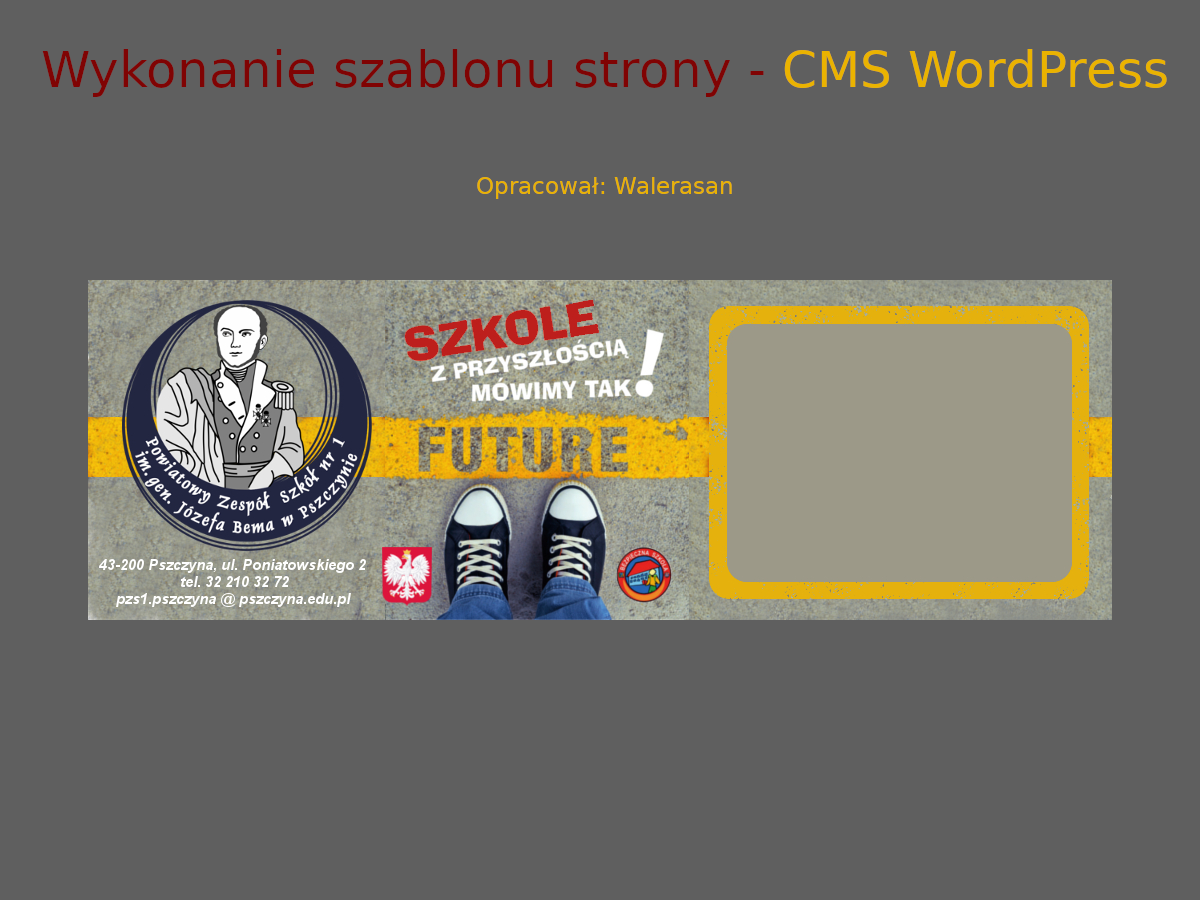 Wykonanie szablonu strony - CMS WordPress
Opracował: Walerasan
SZKOLE
Z PRZYSZŁOŚCIĄ
MÓWIMY TAK!
FUTURE
Powiatowy Zespół Szkół nr 1
im. gen. Józefa Bema w Pszczynie
43-200 Pszczyna, ul. Poniatowskiego 2
tel. 32 210 32 72
pzs1.pszczyna @ pszczyna.edu.pl
BEZPIECZNA SZKOŁA